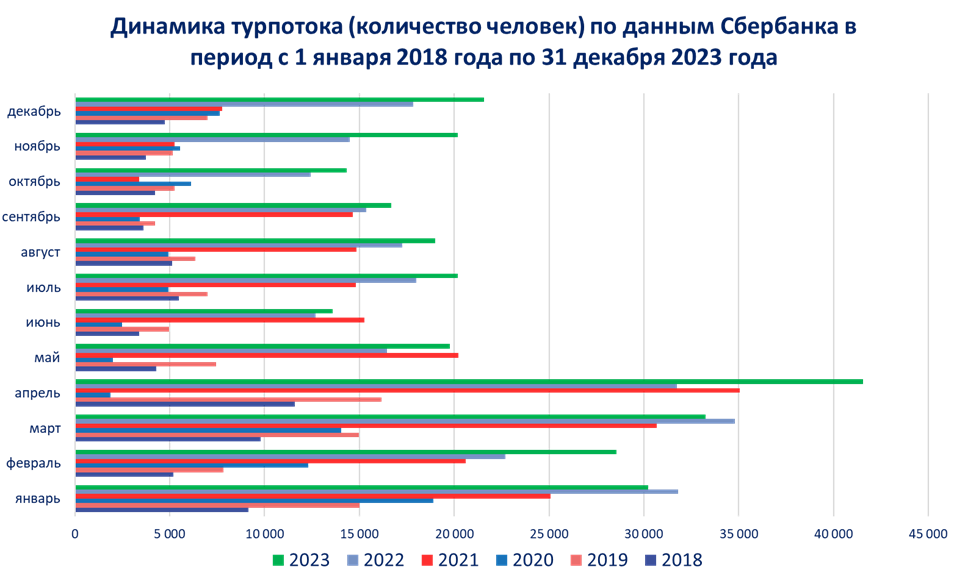 Динамика турпотока (количество человек) по данным Сбербанка в
период с 1 января 2018 года по 31 декабря 2023 года
декабрь
ноябрь
октябрь
сентябрь
август
июль
июнь
май
апрель
март
февраль
январь
0 5 000 10 000 15 000 20 000 25 000 30 000 35 000 40 000 45 000
2023 2022 2021 2020 2019 2018